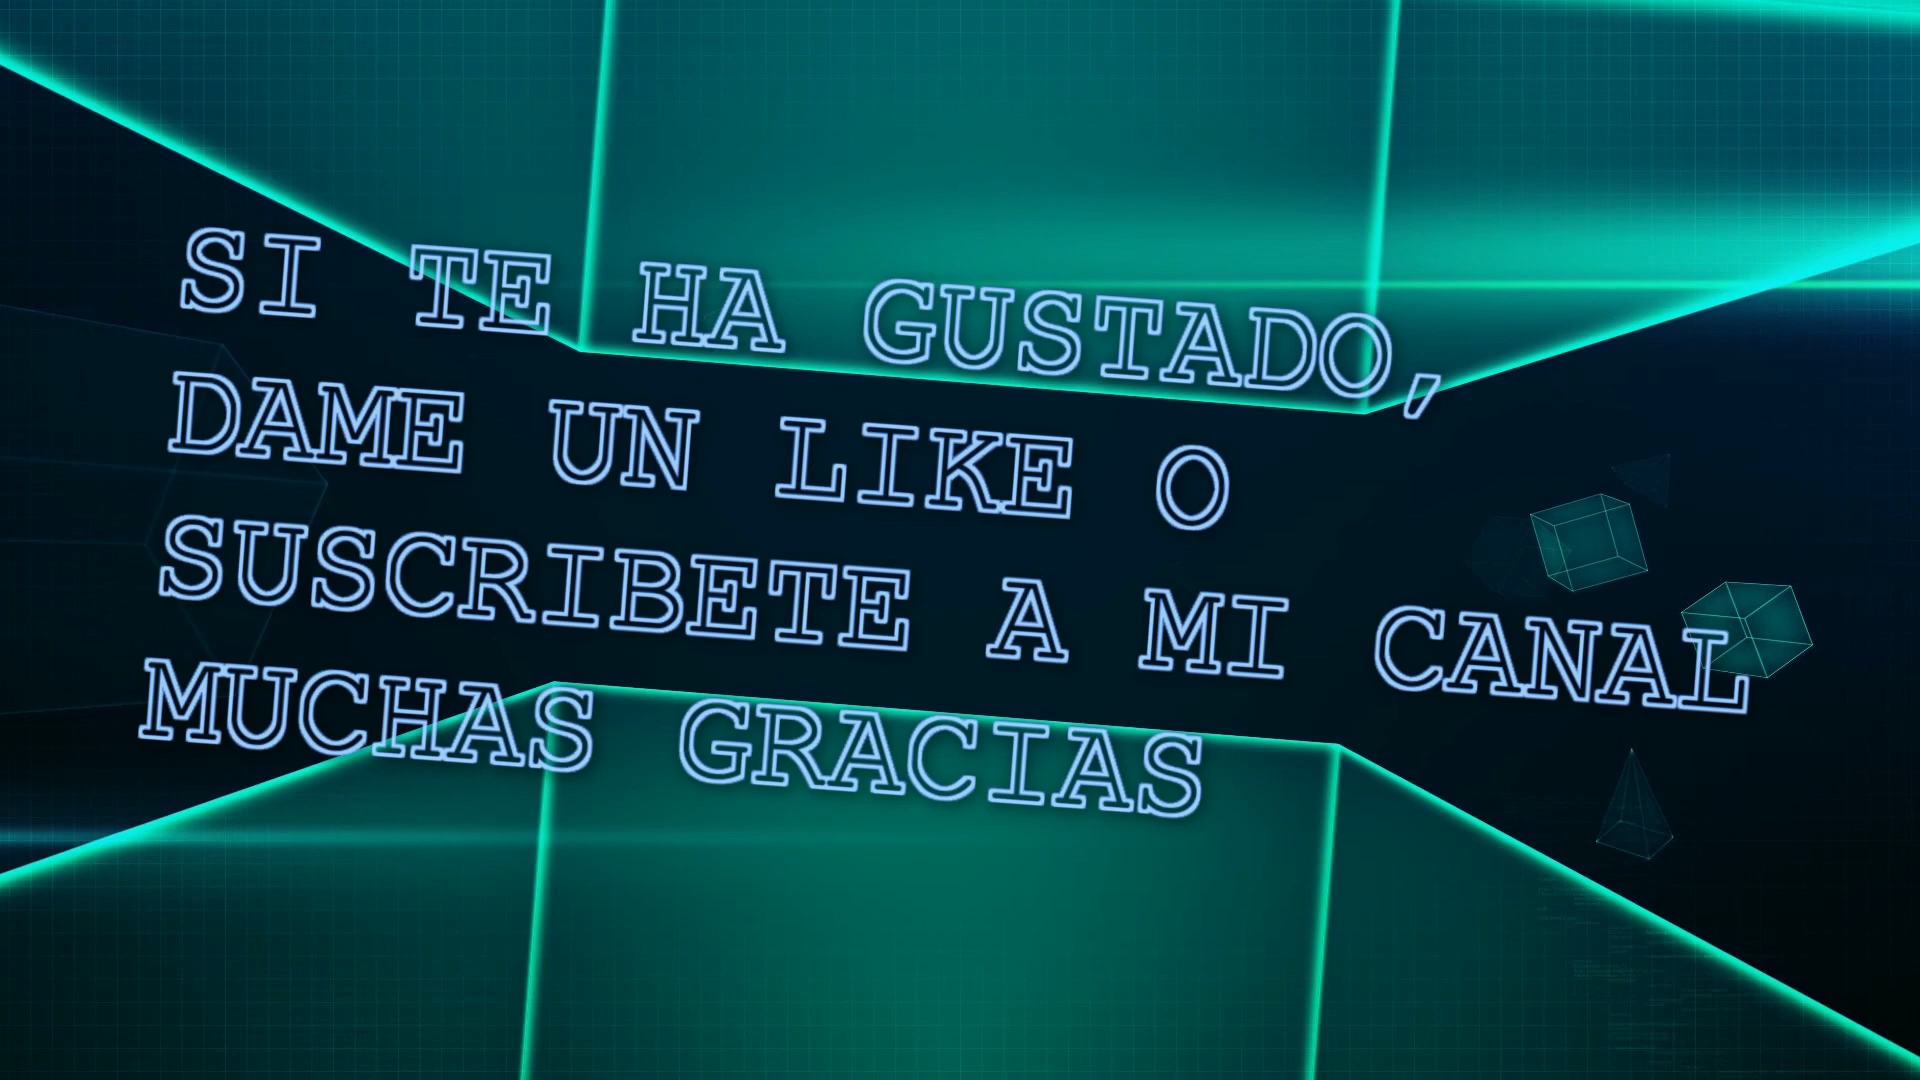 SI TE HA GUSTADO,
DAME UN LIKE O
SUSCRIBETE A MI CANAL
MUCHAS GRACIAS